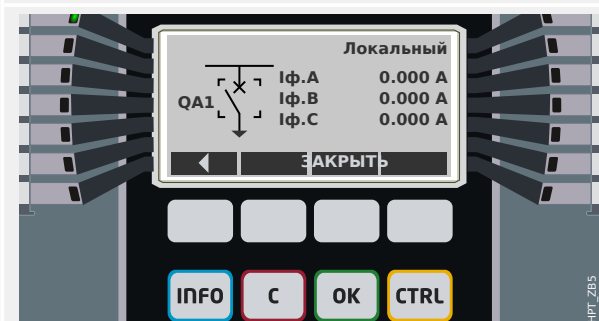 Локальный
Iф.A 0.000 A
QA1 Iф.B 0.000 A
Iф.C 0.000 A
ЗАКРЫТЬ
INFO C OK CTRL
HPT_ZB5